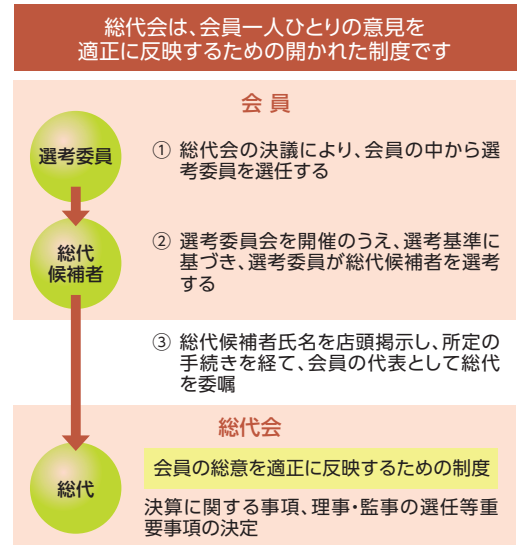 総代会は、会員一人ひとりの意見を
適正に反映するための開かれた制度です
会員
選考委員
① 総代会の決議により、会員の中から選
考委員を選任する
総代
候補者
② 選考委員会を開催のうえ、選考基準に
基づき、選考委員が総代候補者を選考
する
③ 総代候補者氏名を店頭掲示し、所定の
手続きを経て、会員の代表として総代
を委嘱
総代会
総代
会員の総意を適正に反映するための制度
決算に関する事項、理事・監事の選任等重
要事項の決定